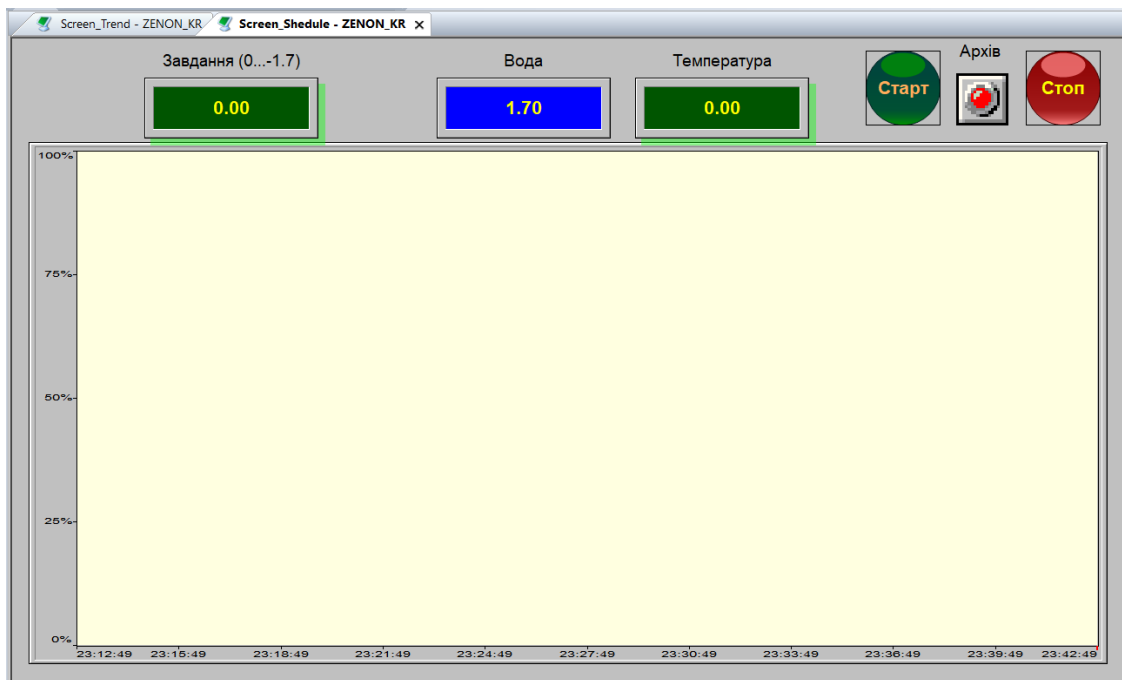 Screen_Trend - ZENON_KR Screen_Shedule - ZENON_KR
Завдання (0...-1.7) Вода Температура Архів
0.00 1.70 0.00 Старт Стоп
100%
75%
50%
25%
0%
23:12:49 23:15:49 23:18:49 23:21:49 23:24:49 23:27:49 23:30:49 23:33:49 23:36:49 23:39:49 23:42:49